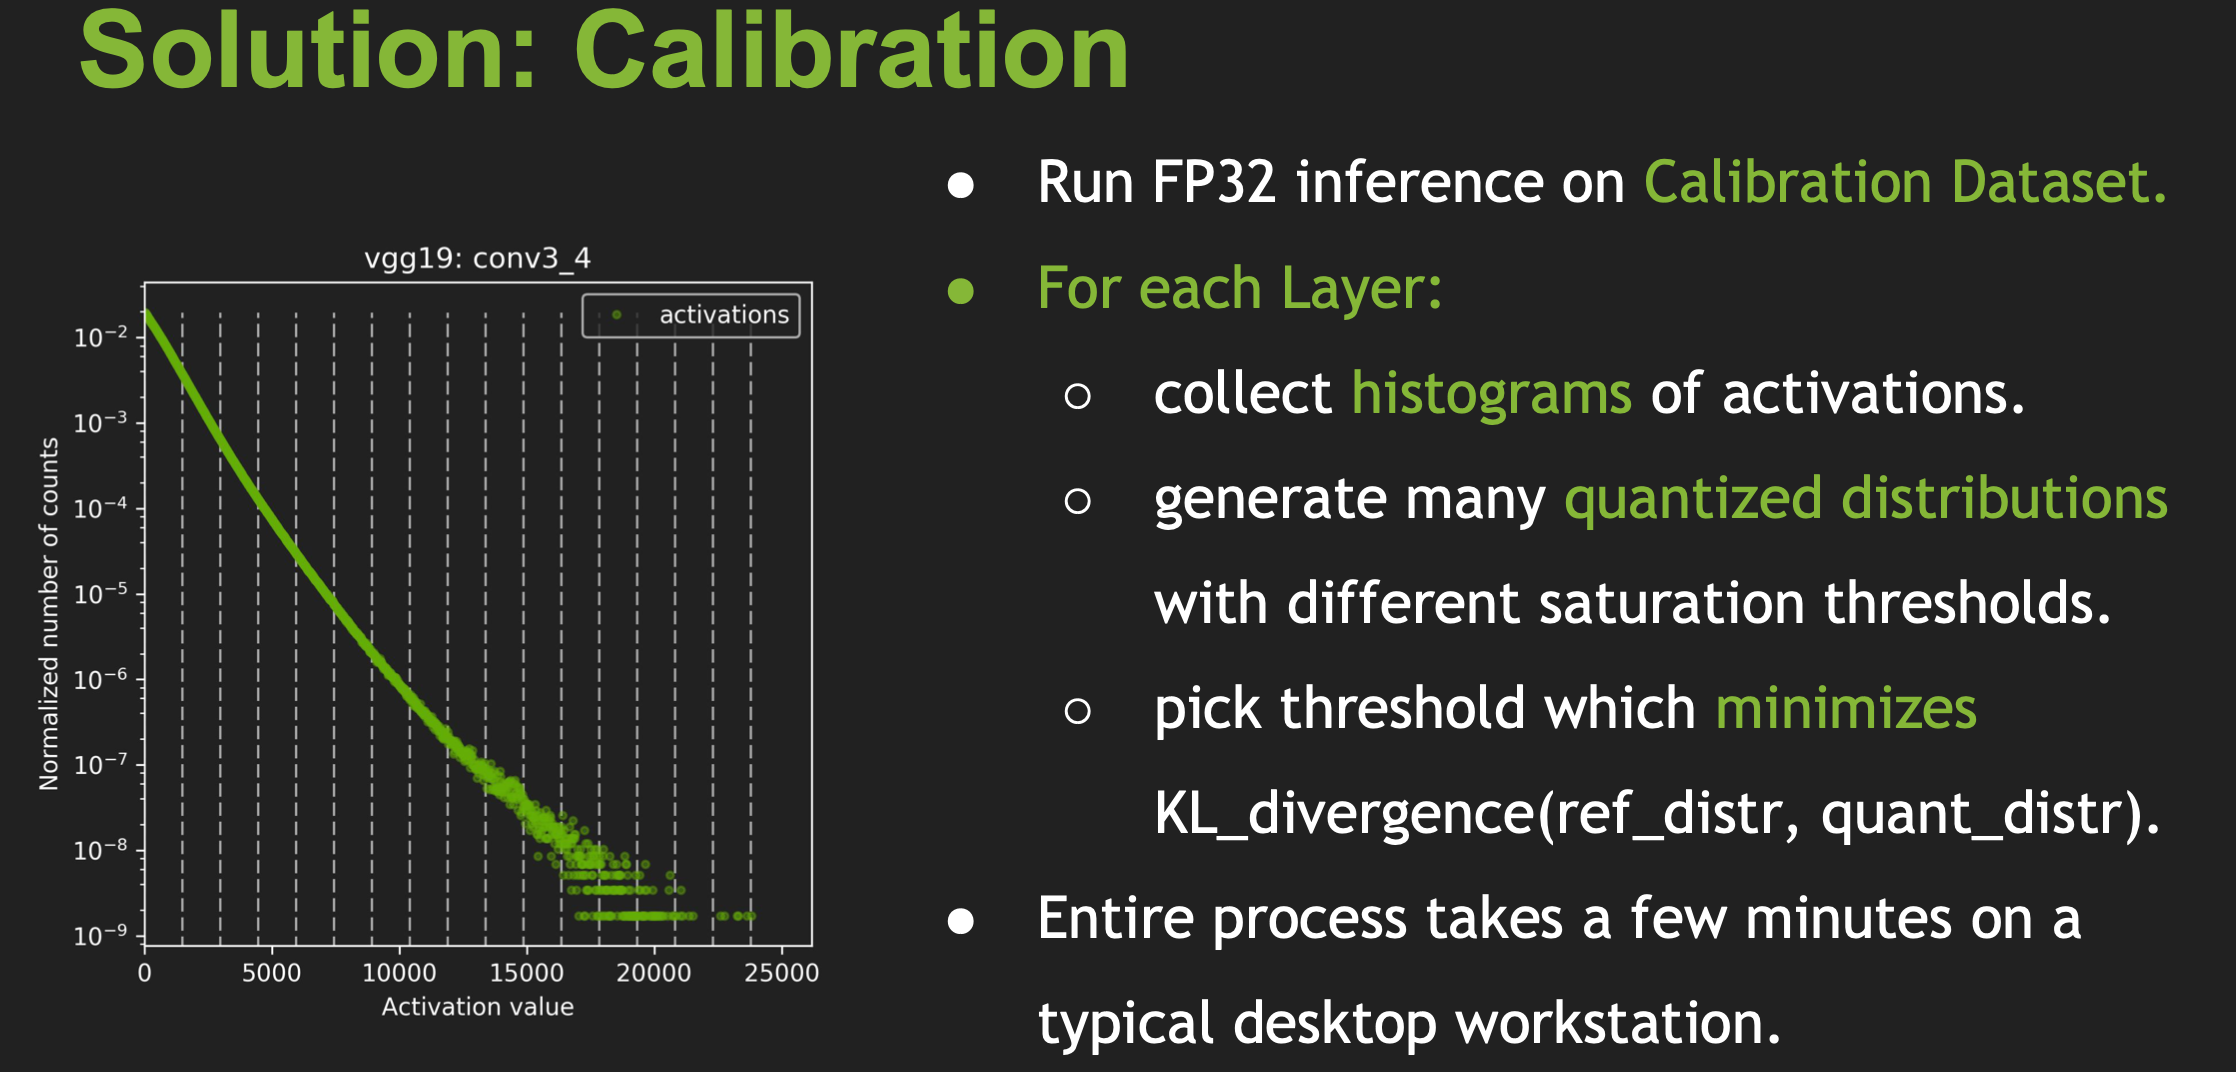 Solution: Calibration
vgg19: conv3_4
activations
10⁻²
10⁻³
10⁻⁴
10⁻⁵
10⁻⁶
10⁻⁷
10⁻⁸
10⁻⁹
Normalized number of counts
0 5000 10000 15000 20000 25000
Activation value
● Run FP32 inference on Calibration Dataset.
● For each Layer:
○ collect histograms of activations.
○ generate many quantized distributions
with different saturation thresholds.
○ pick threshold which minimizes
KL_divergence(ref_distr, quant_distr).
● Entire process takes a few minutes on a
typical desktop workstation.